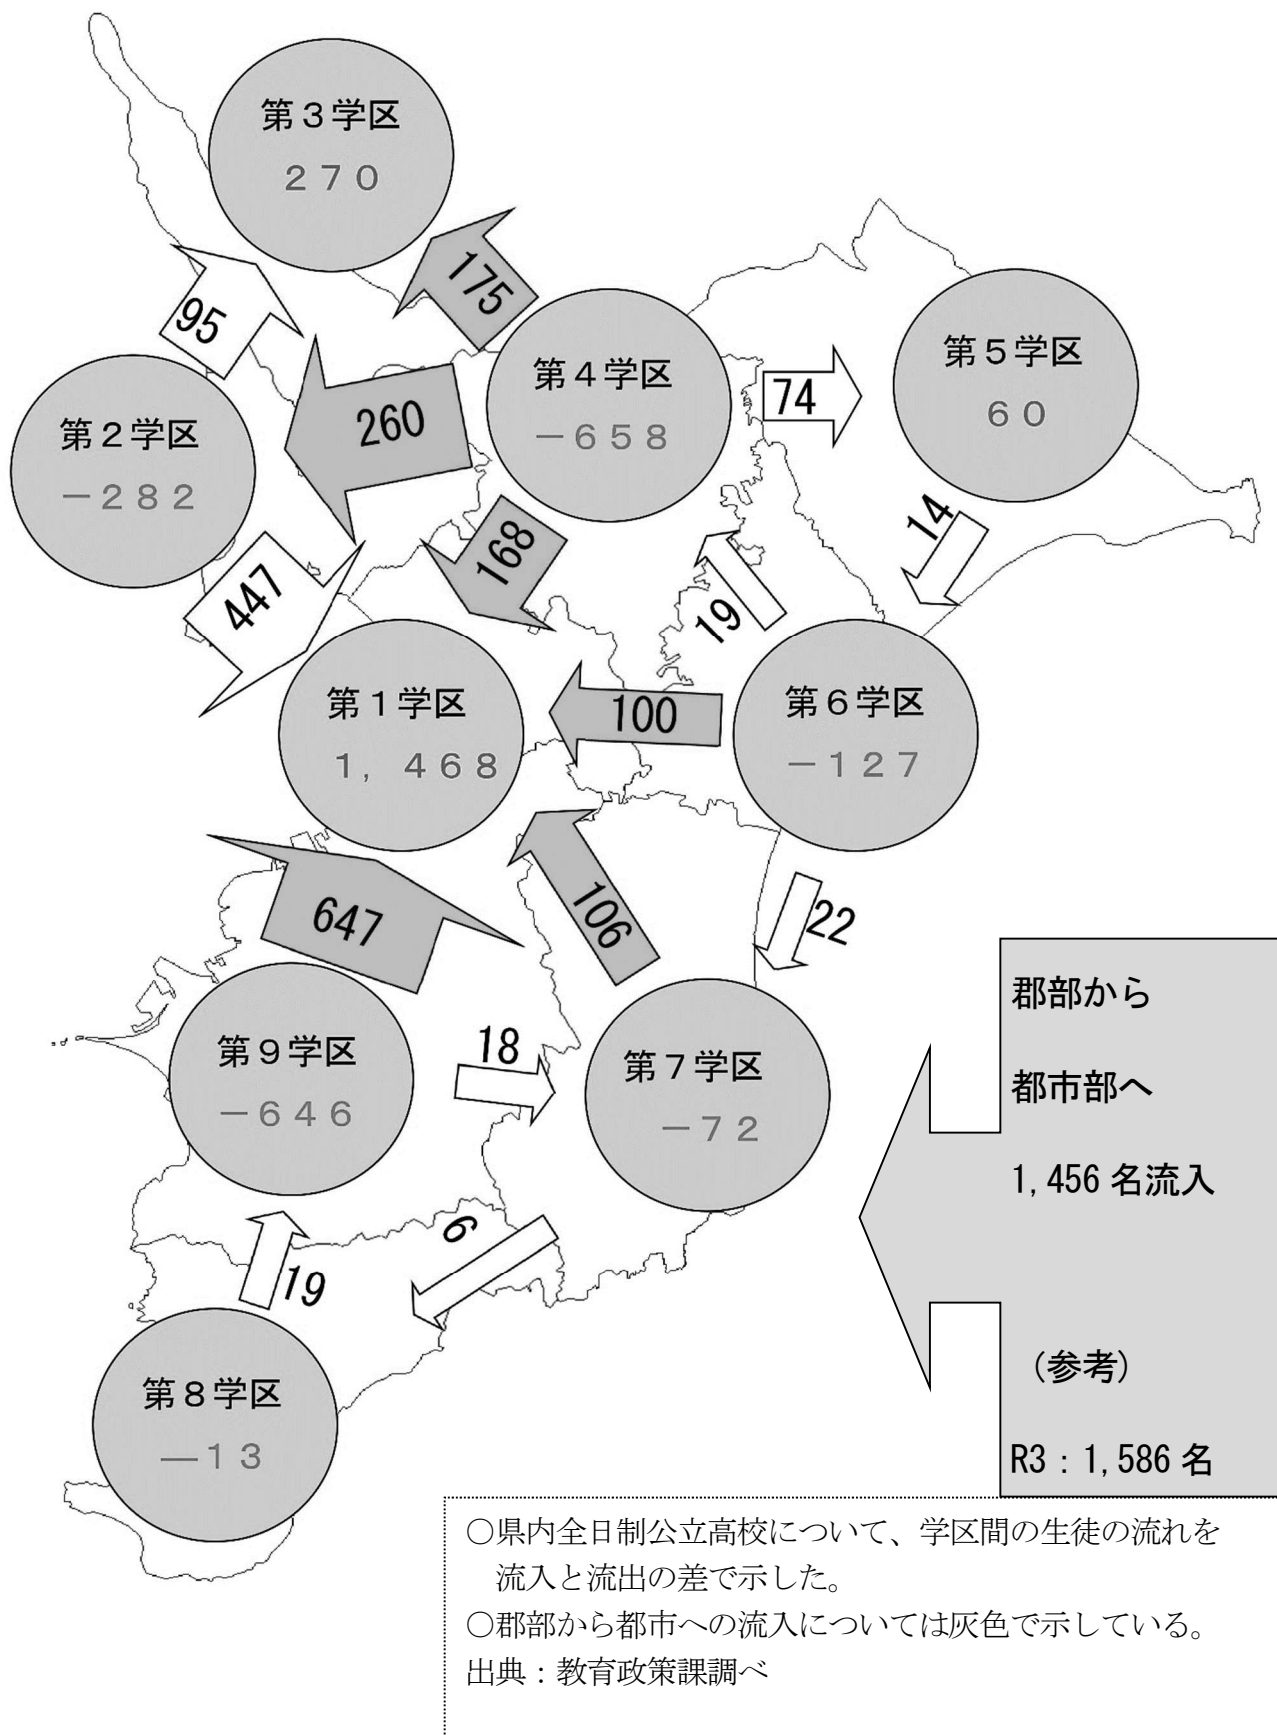 第３学区
２７０
175
95
第４学区
－６５８
第５学区
６０
74
260
第２学区
－２８２
14
168
447
19
第１学区
１，４６８
100
第６学区
－１２７
647
106
22
郡部から
都市部へ
1,456 名流入
（参考）
R3：1,586 名
第９学区
－６４６
18
第７学区
－７２
6
19
第８学区
―１３
○県内全日制公立高校について、学区間の生徒の流れを
流入と流出の差で示した。
○郡部から都市への流入については灰色で示している。
出典：教育政策課調べ